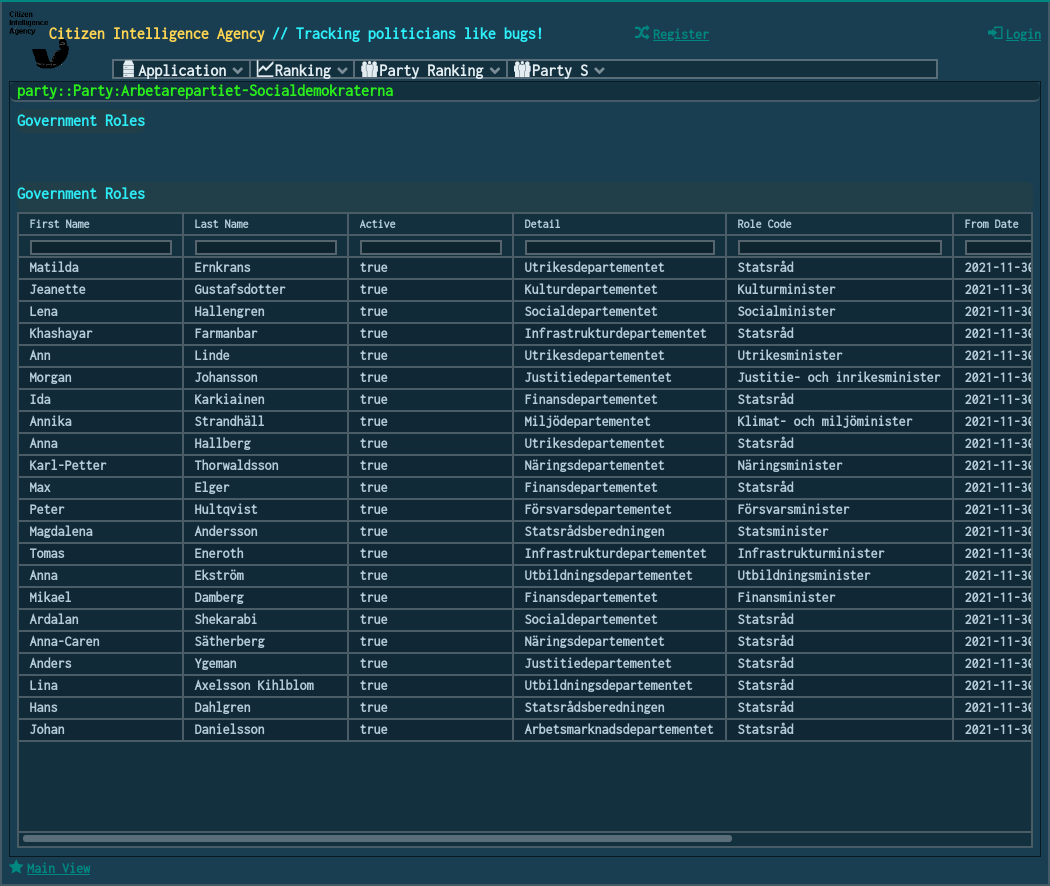 Citizen
Intelligence
Agency
Citizen Intelligence Agency // Tracking politicians like bugs!
Register
Login
Application
Ranking
Party Ranking
Party S
party::Party:Arbetarepartiet-Socialdemokraterna
Government Roles
Government Roles
First Name Last Name Active Detail Role Code From Date
Matilda Ernkrans true Utrikesdepartementet Statsråd 2021-11-30
Jeanette Gustafsdotter true Kulturdepartementet Kulturminister 2021-11-30
Lena Hallengren true Socialdepartementet Socialminister 2021-11-30
Khashayar Farmanbar true Infrastrukturdepartementet Statsråd 2021-11-30
Ann Linde true Utrikesdepartementet Utrikesminister 2021-11-30
Morgan Johansson true Justitiedepartementet Justitie- och inrikesminister 2021-11-30
Ida Karkiainen true Finansdepartementet Statsråd 2021-11-30
Annika Strandhäll true Miljödepartementet Klimat- och miljöminister 2021-11-30
Anna Hallberg true Utrikesdepartementet Statsråd 2021-11-30
Karl-Petter Thorwaldsson true Näringsdepartementet Näringsminister 2021-11-30
Max Elger true Finansdepartementet Statsråd 2021-11-30
Peter Hultqvist true Försvarsdepartementet Försvarsminister 2021-11-30
Magdalena Andersson true Statsrådsberedningen Statsminister 2021-11-30
Tomas Eneroth true Infrastrukturdepartementet Infrastrukturminister 2021-11-30
Anna Ekström true Utbildningsdepartementet Utbildningsminister 2021-11-30
Mikael Damberg true Finansdepartementet Finansminister 2021-11-30
Ardalan Shekarabi true Socialdepartementet Statsråd 2021-11-30
Anna-Caren Sätherberg true Näringsdepartementet Statsråd 2021-11-30
Anders Ygeman true Justitiedepartementet Statsråd 2021-11-30
Lina Axelsson Kihlblom true Utbildningsdepartementet Statsråd 2021-11-30
Hans Dahlgren true Statsrådsberedningen Statsråd 2021-11-30
Johan Danielsson true Arbetsmarknadsdepartementet Statsråd 2021-11-30
Main View